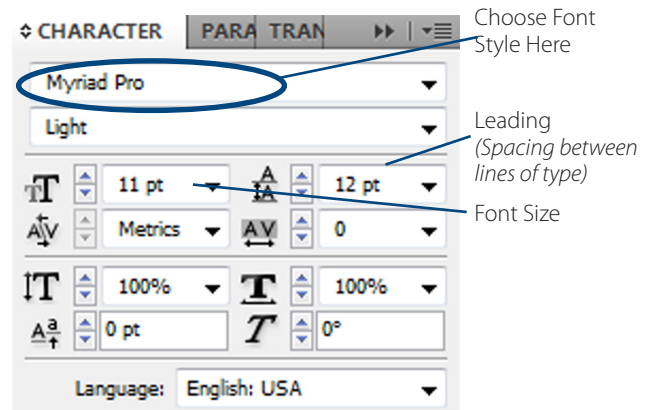 CHARACTER PARA TRAN
Choose Font
Style Here
Myriad Pro
Light
Leading
(Spacing between
lines of type)
11 pt 12 pt
Font Size
Metrics 0
100% 100%
0 pt 0°
Language: English: USA